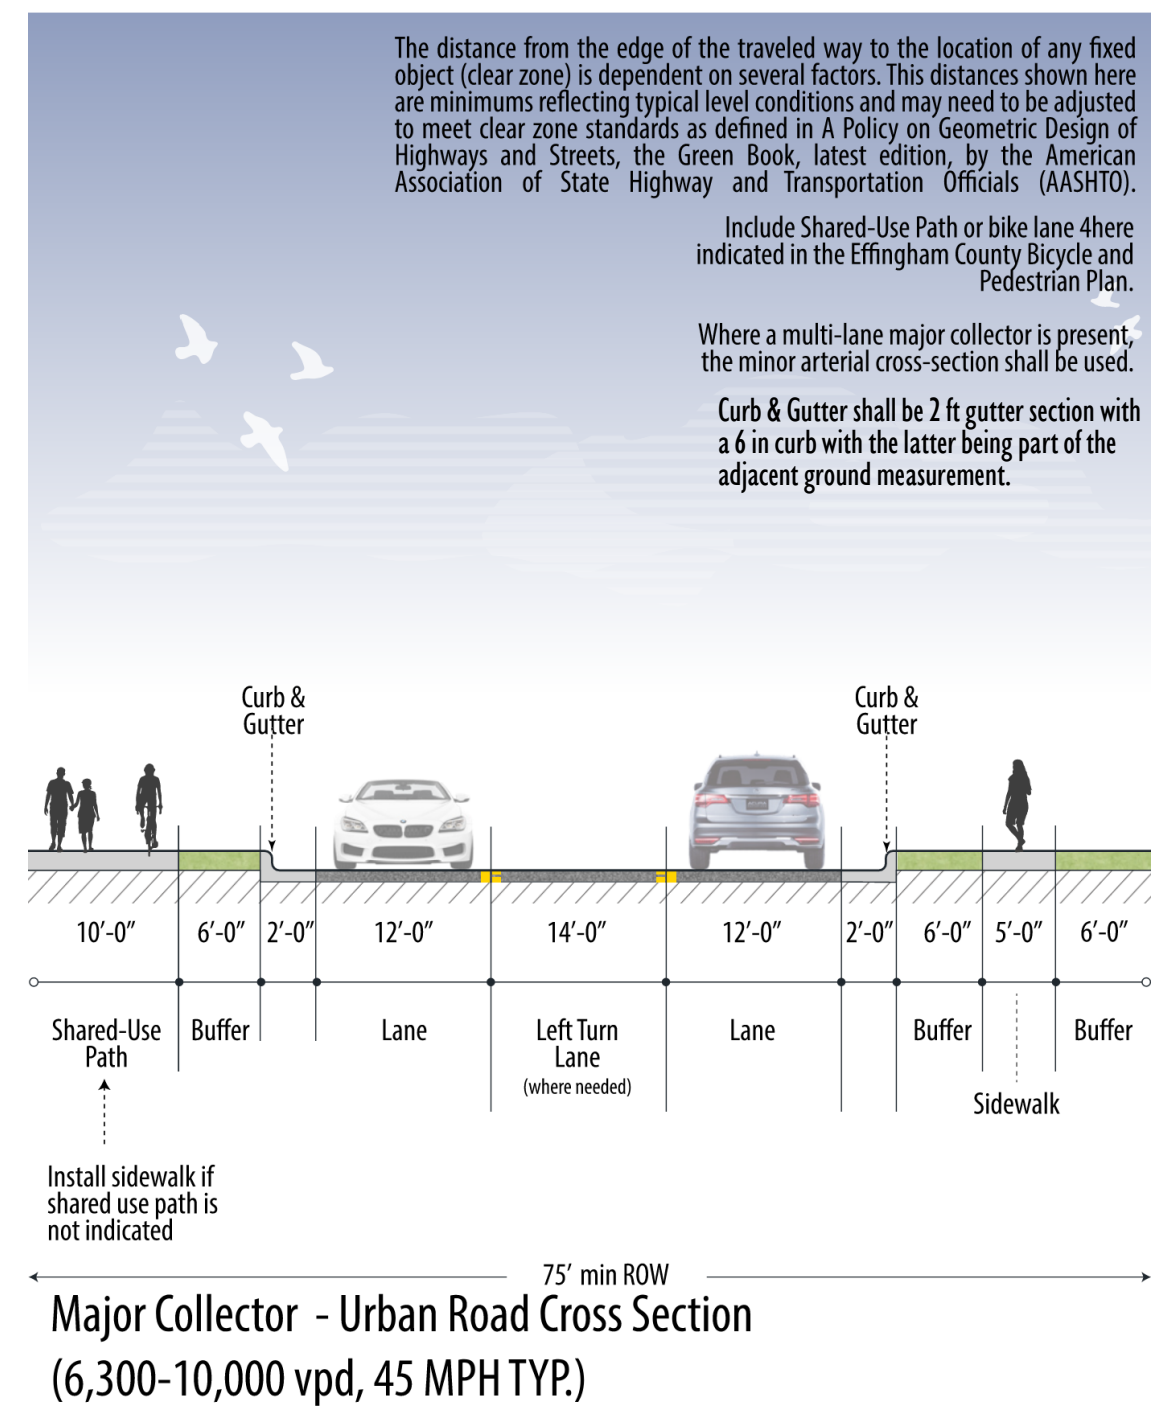 The distance from the edge of the traveled way to the location of any fixed
object (clear zone) is dependent on several factors. This distances shown here
are minimums reflecting typical level conditions and may need to be adjusted
to meet clear zone standards as defined in A Policy on Geometric Design of
Highways and Streets, the Green Book, latest edition, by the American
Association of State Highway and Transportation Officials (AASHTO).
Include Shared-Use Path or bike lane 4here
indicated in the Effingham County Bicycle and
Pedestrian Plan.
Where a multi-lane major collector is present,
the minor arterial cross-section shall be used.
Curb & Gutter shall be 2 ft gutter section with
a 6 in curb with the latter being part of the
adjacent ground measurement.
Curb &
Gutter
Curb &
Gutter
10′-0″ 6′-0″ 2′-0″ 12′-0″ 14′-0″ 12′-0″ 2′-0″ 6′-0″ 5′-0″ 6′-0″
Shared-Use
Path
Buffer
Lane
Left Turn
Lane
(where needed)
Lane
Buffer
Sidewalk
Buffer
Install sidewalk if
shared use path is
not indicated
75′ min ROW
Major Collector - Urban Road Cross Section
(6,300-10,000 vpd, 45 MPH TYP.)